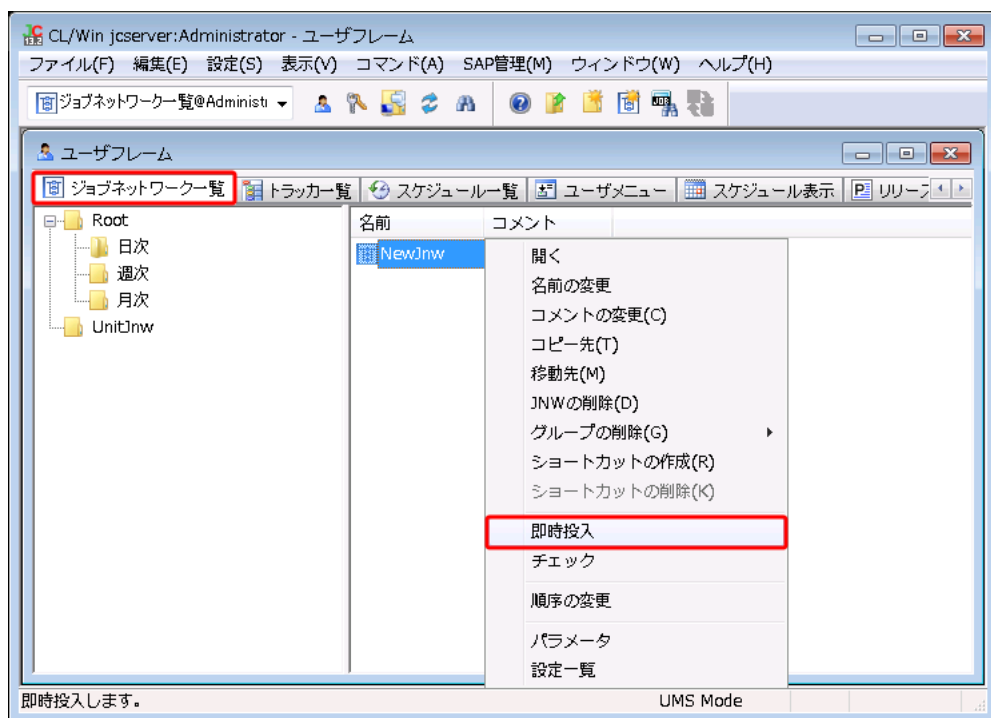 CL/Win jcserver:Administrator - ユーザフレーム
ファイル(F) 編集(E) 設定(S) 表示(V) コマンド(A) SAP管理(M) ウィンドウ(W) ヘルプ(H)
ジョブネットワーク一覧@Administ
ユーザフレーム
ジョブネットワーク一覧 トラッカー一覧 スケジュール一覧 ユーザメニュー スケジュール表示 リリース
Root
日次
週次
月次
UnitJnw
名前 コメント
NewJnw
開く
名前の変更
コメントの変更(C)
コピー先(T)
移動先(M)
JNWの削除(D)
グループの削除(G)
ショートカットの作成(R)
ショートカットの削除(K)
即時投入
チェック
順序の変更
パラメータ
設定一覧
即時投入します。 UMS Mode